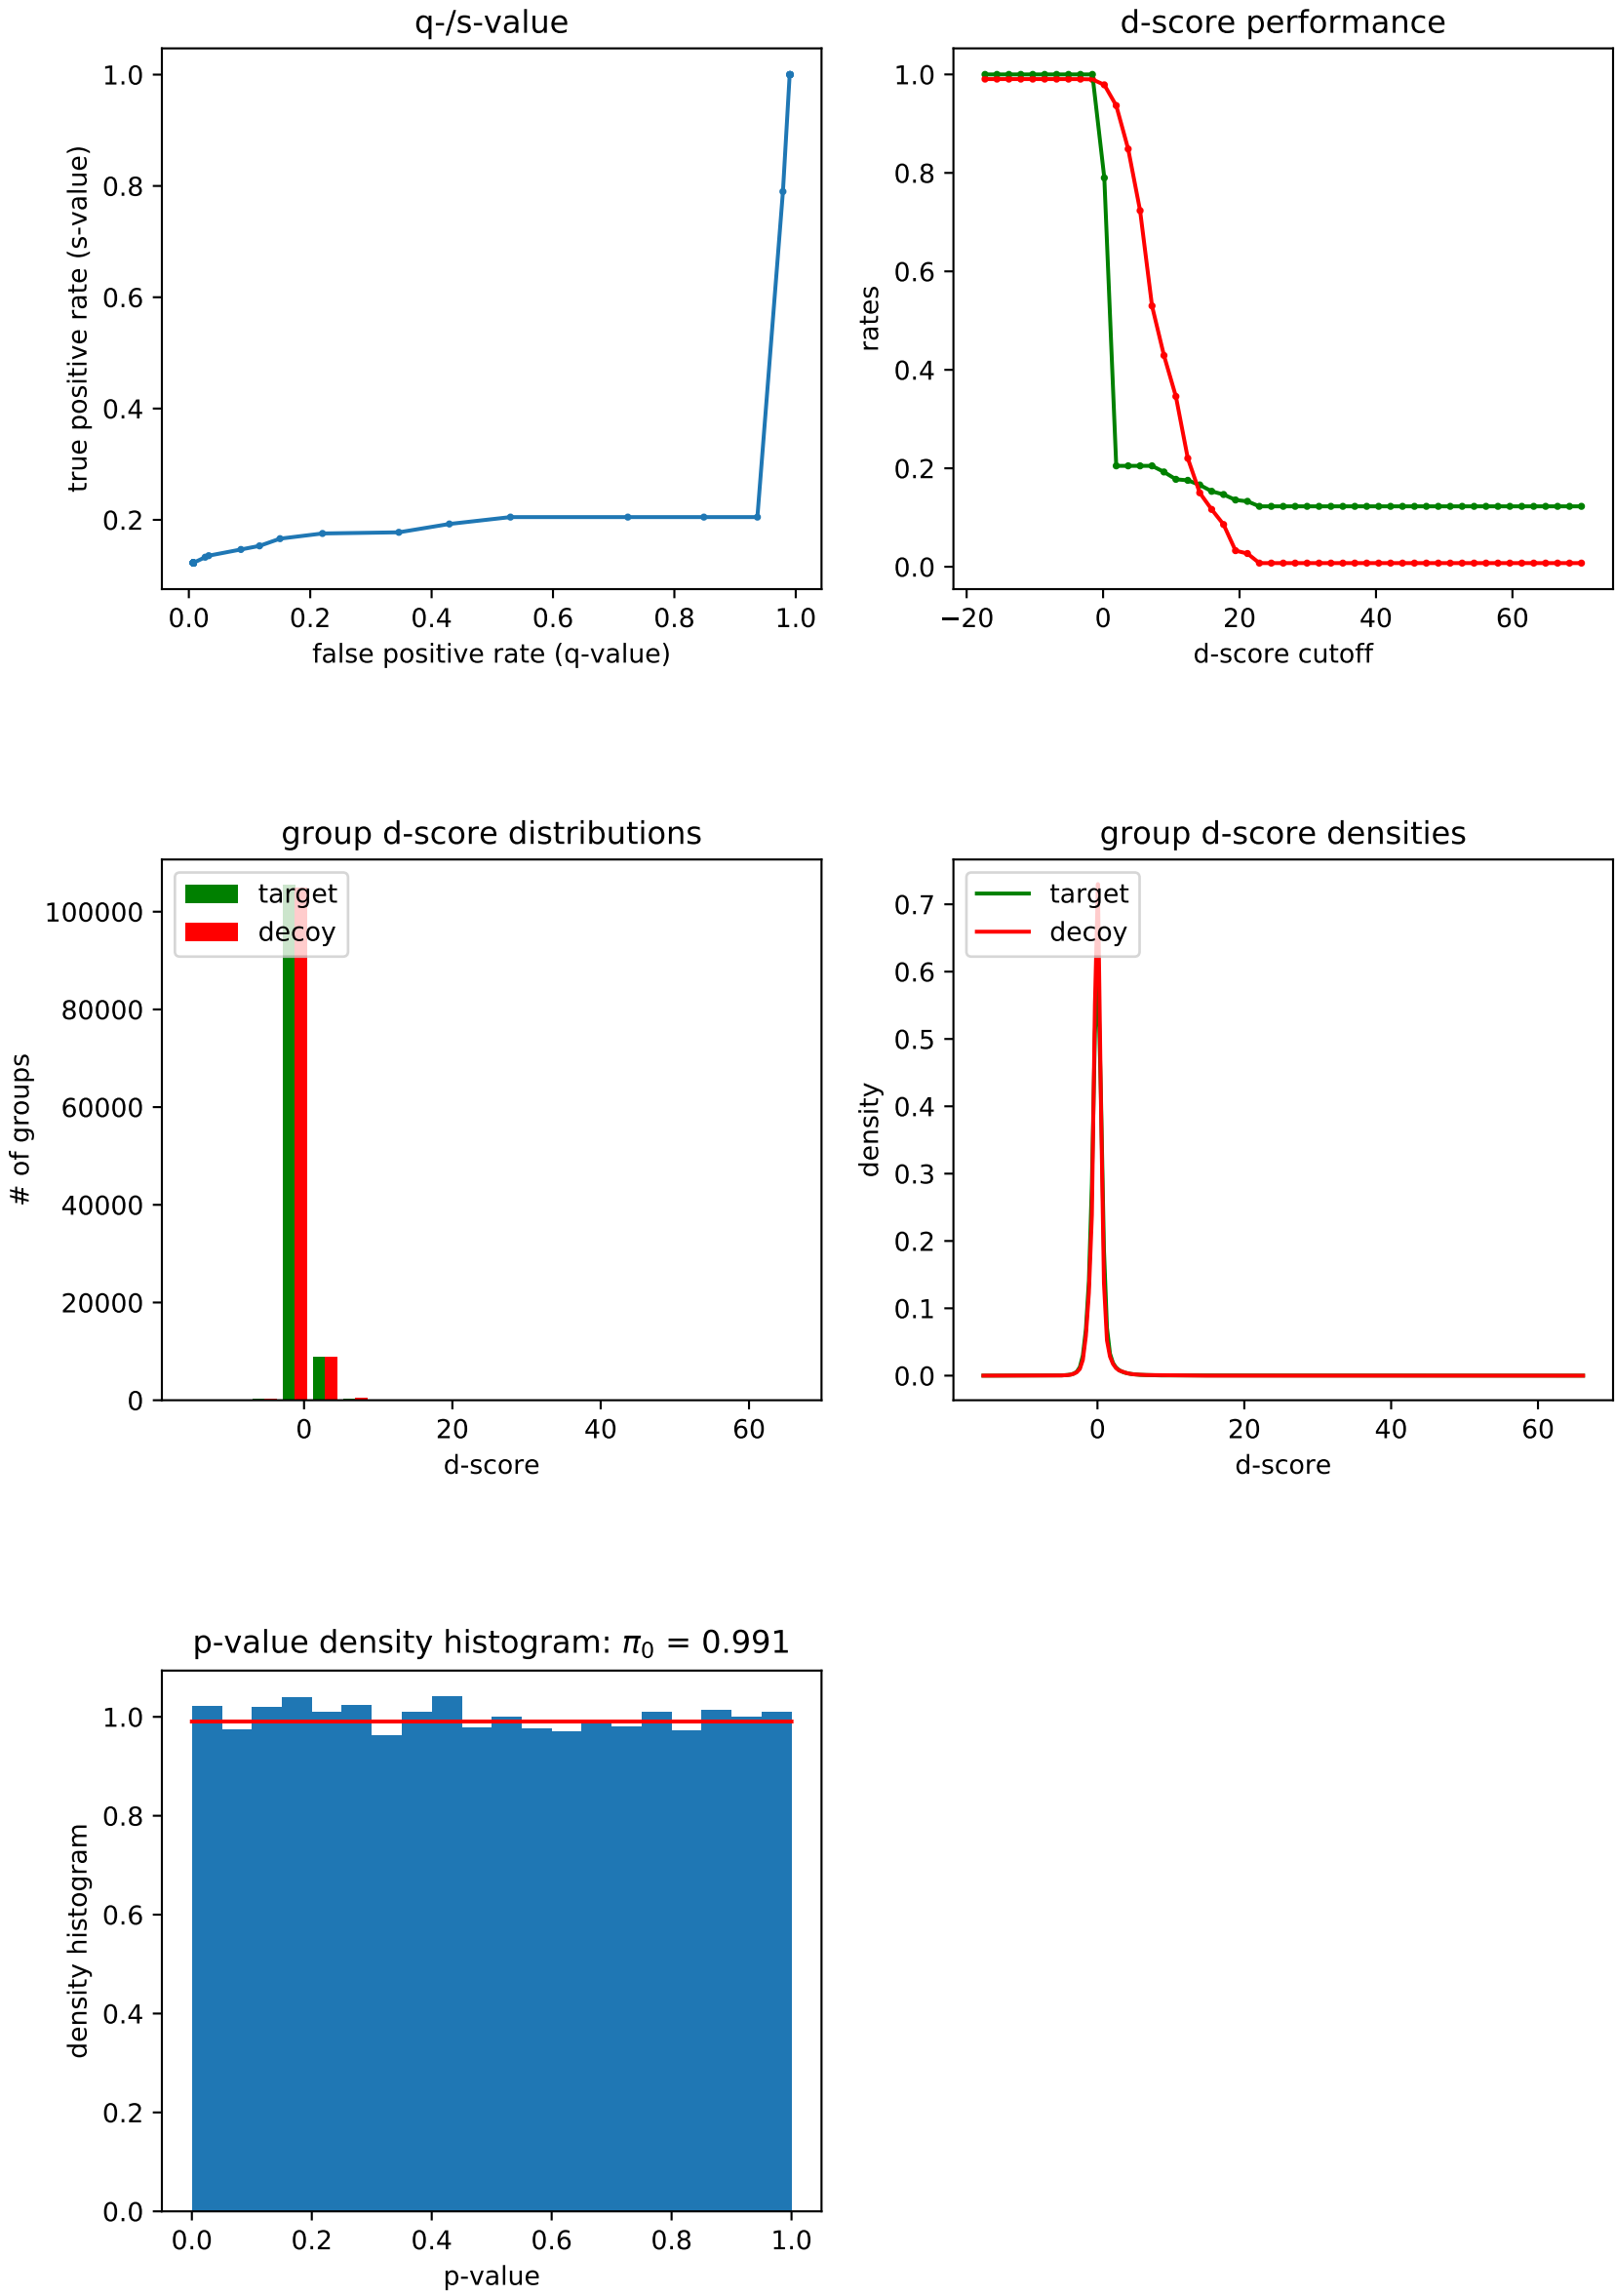 q-/s-value
1.0
0.8
0.6
0.4
0.2
true positive rate (s-value)
0.0 0.2 0.4 0.6 0.8 1.0
false positive rate (q-value)
d-score performance
1.0
0.8
0.6
0.4
0.2
0.0
rates
−20 0 20 40 60
d-score cutoff
group d-score distributions
target
decoy
100000
80000
60000
40000
20000
0
# of groups
0 20 40 60
d-score
group d-score densities
target
decoy
0.7
0.6
0.5
0.4
0.3
0.2
0.1
0.0
density
0 20 40 60
d-score
p-value density histogram: π₀ = 0.991
1.0
0.8
0.6
0.4
0.2
0.0
density histogram
0.0 0.2 0.4 0.6 0.8 1.0
p-value